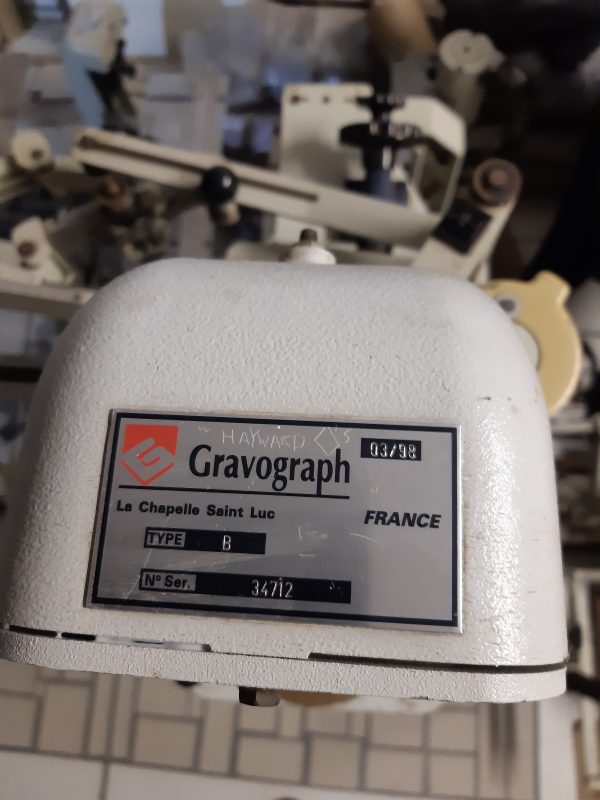 HAYWARD
03/98
Gravograph
La Chapelle Saint Luc
FRANCE
TYPE B
N° Ser. 34712